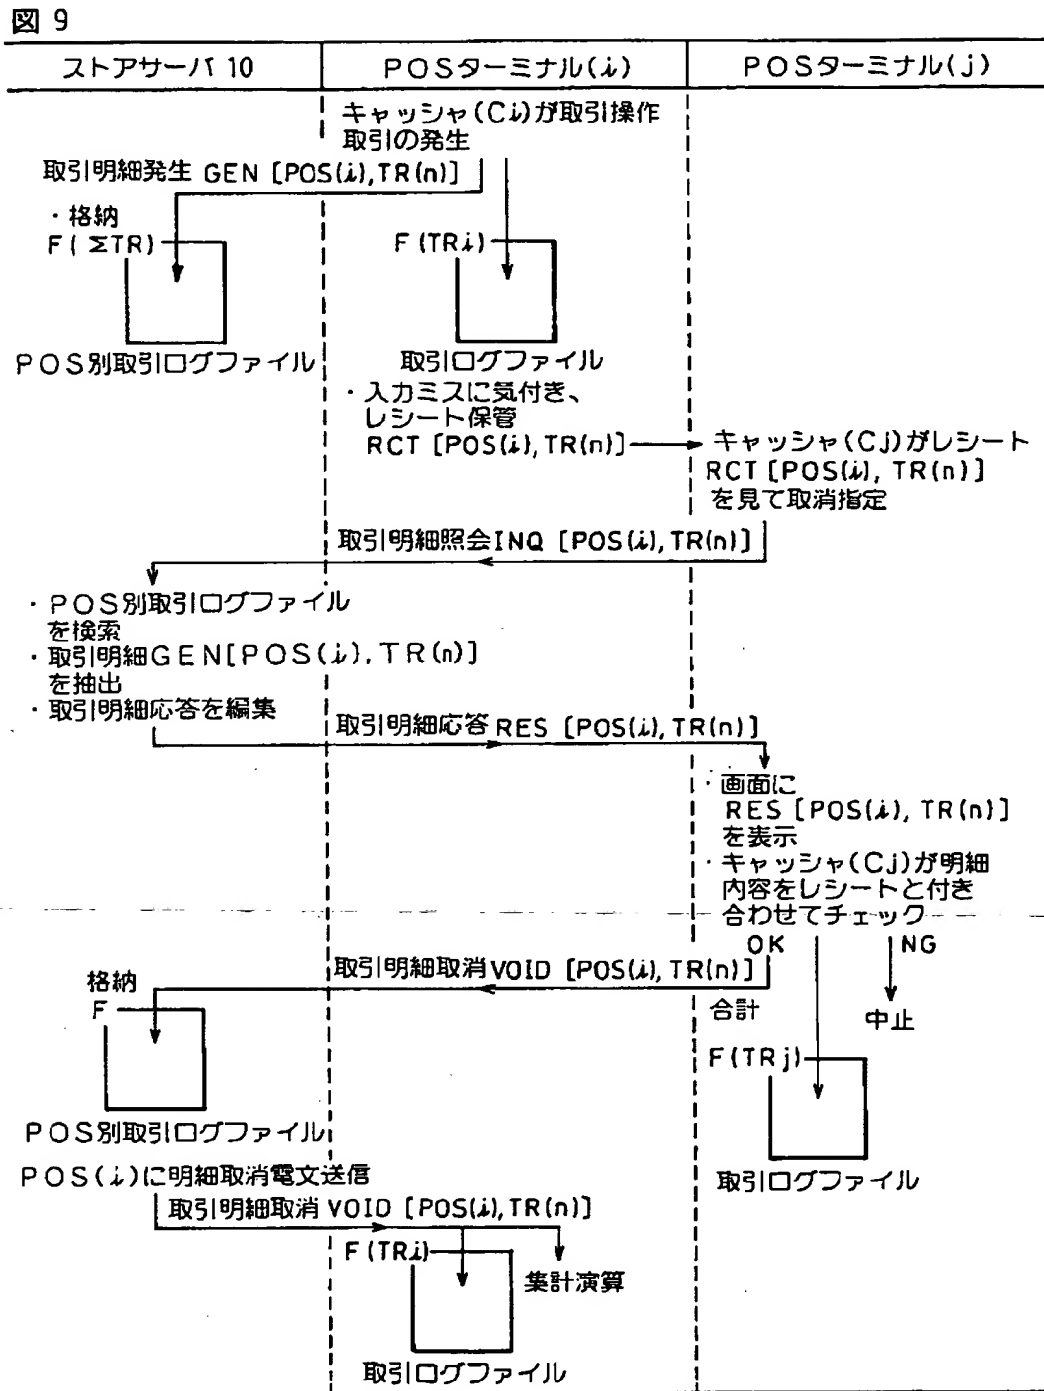 図 9
ストアサーバ 10
POSターミナル(i)
POSターミナル(j)
キャッシャ(Ci)が取引操作
取引の発生
取引明細発生 GEN [POS(i),TR(n)]
・格納
F(ΣTR)
F(TRi)
POS別取引ログファイル
取引ログファイル
・入力ミスに気付き、
レシート保管
RCT [POS(i),TR(n)]
キャッシャ(Cj)がレシート
RCT [POS(i), TR(n)]
を見て取消指定
取引明細照会INQ [POS(i),TR(n)]
・POS別取引ログファイル
を検索
・取引明細GEN[POS(i),TR(n)]
を抽出
・取引明細応答を編集
取引明細応答 RES [POS(i),TR(n)]
・画面に
RES [POS(i), TR(n)]
を表示
・キャッシャ(Cj)が明細
内容をレシートと付き
合わせてチェック
OK
NG
取引明細取消 VOID [POS(i),TR(n)]
格納
F
合計
中止
F(TRj)
POS別取引ログファイル
取引ログファイル
POS(i)に明細取消電文送信
取引明細取消 VOID [POS(i),TR(n)]
F(TRi)
集計演算
取引ログファイル